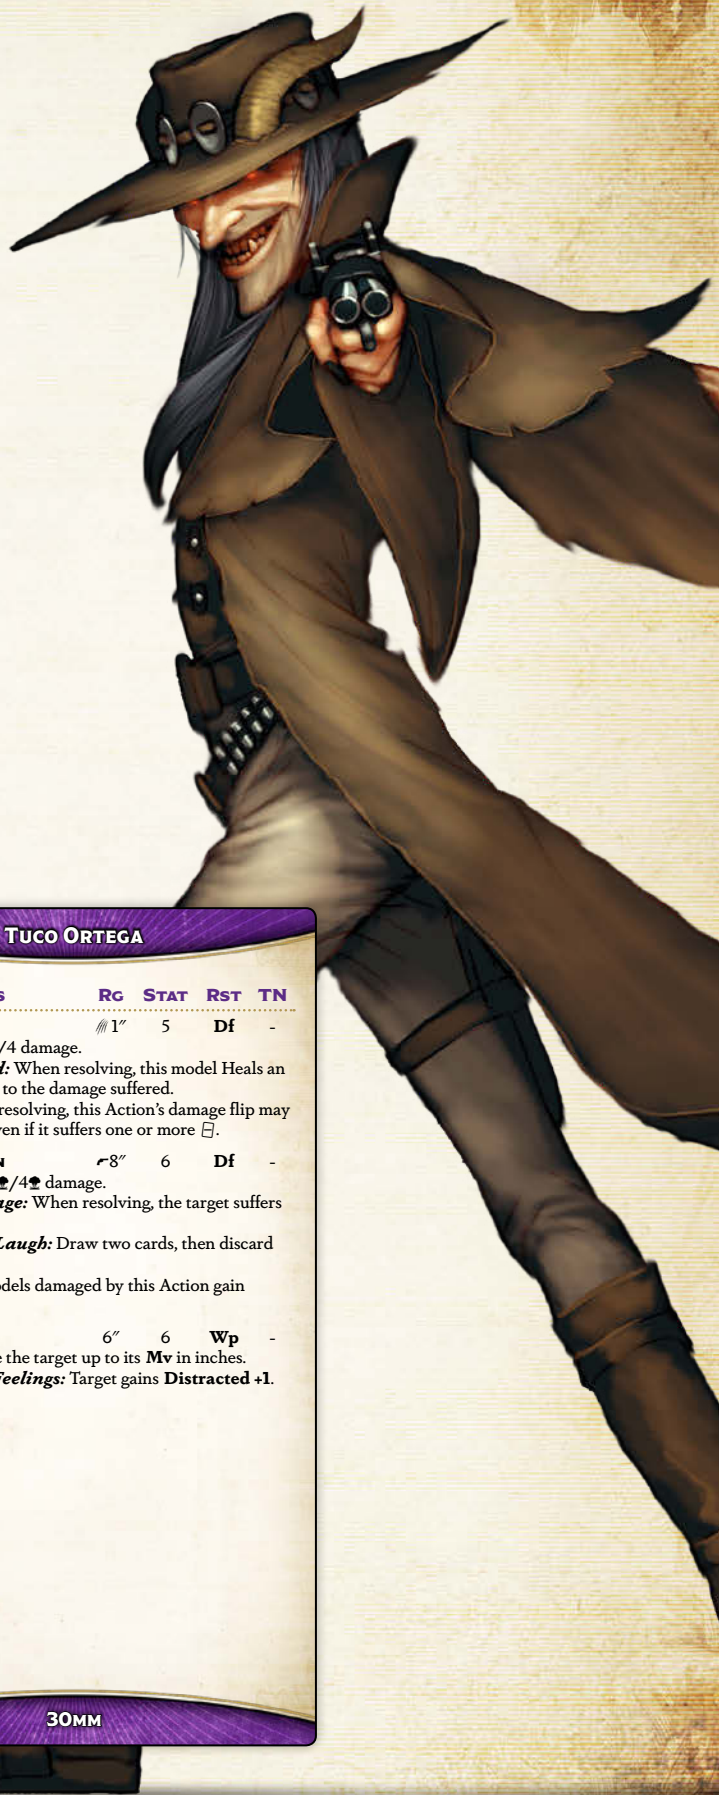 TUCO ORTEGA
RG STAT RST TN
1″ 5 Df -
/4 damage.
When resolving, this model Heals an
to the damage suffered.
resolving, this Action's damage flip may
if it suffers one or more
8″ 6 Df -
/4 damage.
When resolving, the target suffers
Laugh: Draw two cards, then discard
damaged by this Action gain
6″ 6 Wp -
the target up to its Mv in inches.
Feelings: Target gains Distracted +1.
30MM